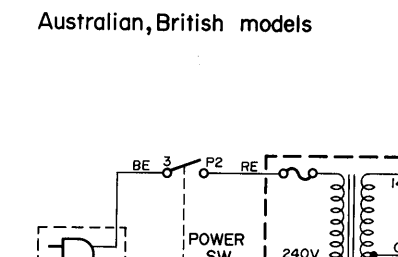 Australian, British models
BE 3 P2 RE
POWER
SW
240V